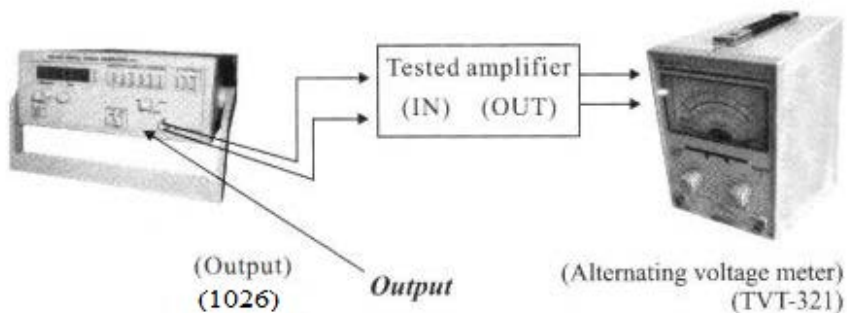 Tested amplifier
(IN) (OUT)
(Output)
(1026)
Output
(Alternating voltage meter)
(TVT-321)